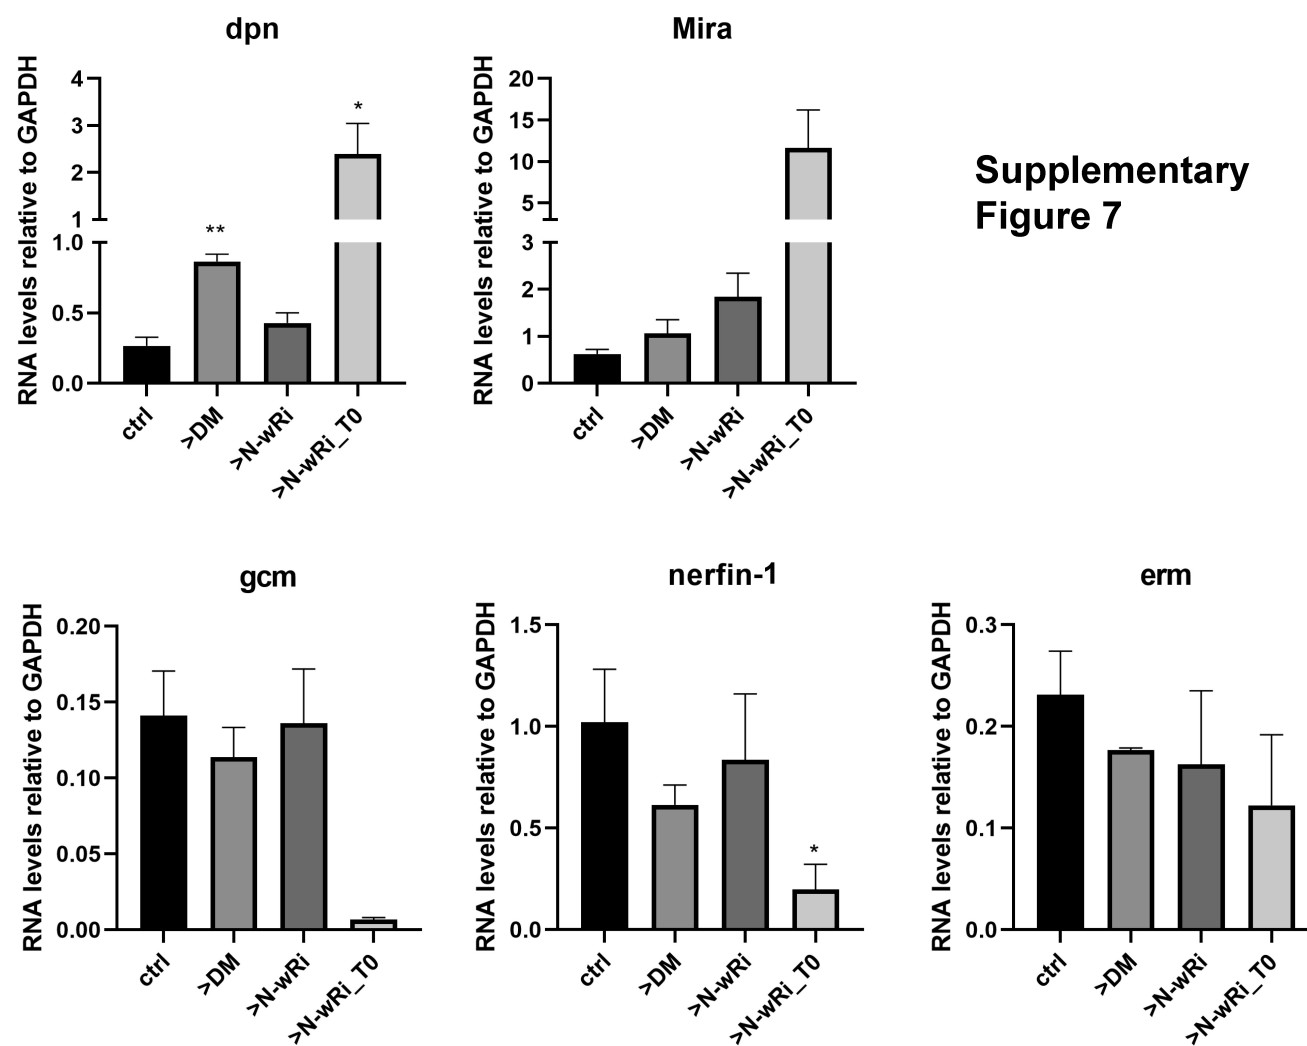 dpn
RNA levels relative to GAPDH
4
3
2
1
1.0
0.5
0.0
**
*
ctrl
>DM
>N-wRi
>N-wRi_T0
Mira
RNA levels relative to GAPDH
20
15
10
5
3
2
1
0
ctrl
>DM
>N-wRi
>N-wRi_T0
Supplementary
Figure 7
gcm
RNA levels relative to GAPDH
0.20
0.15
0.10
0.05
0.00
ctrl
>DM
>N-wRi
>N-wRi_T0
nerfin-1
RNA levels relative to GAPDH
1.5
1.0
0.5
0.0
*
ctrl
>DM
>N-wRi
>N-wRi_T0
erm
RNA levels relative to GAPDH
0.3
0.2
0.1
0.0
ctrl
>DM
>N-wRi
>N-wRi_T0